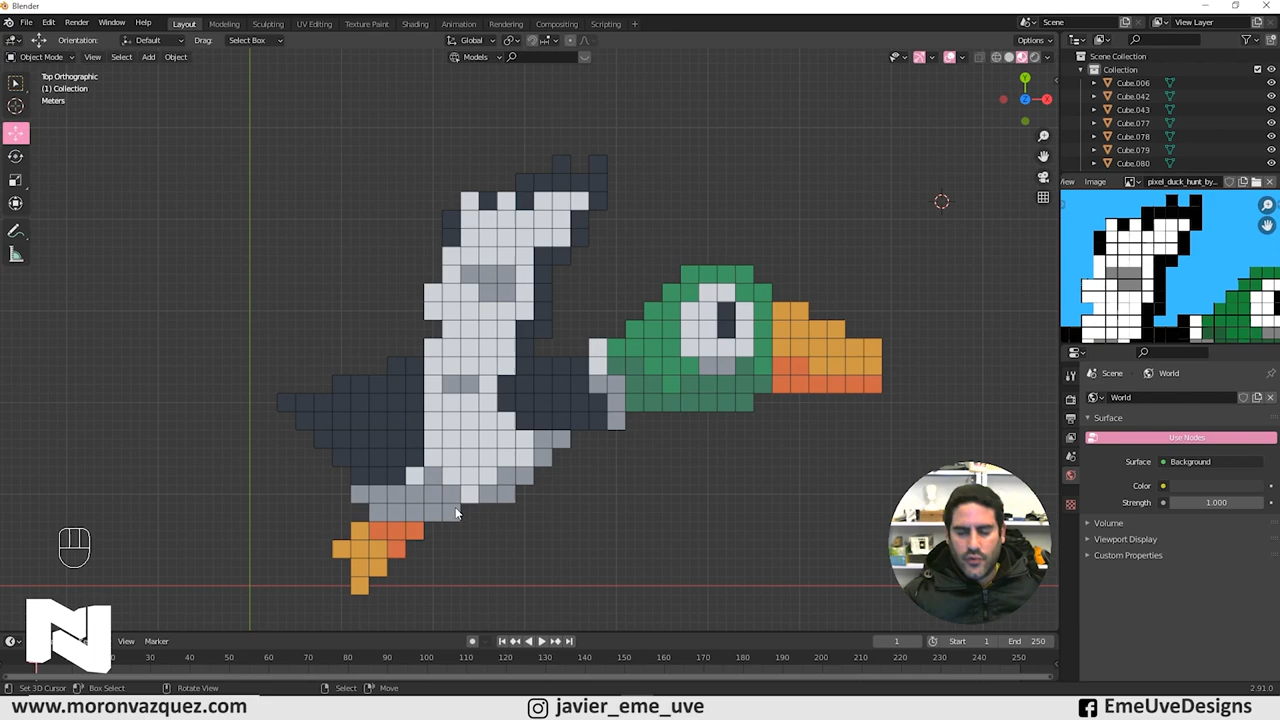 Blender
File Edit Render Window Help Layout Modeling Sculpting UV Editing Texture Paint Shading Animation Rendering Compositing Scripting + Scene View Layer
Orientation: Default Drag: Select Box Global Options
Object Mode View Select Add Object Models
Top Orthographic
(1) Collection
Meters
Y
X
Z
Scene Collection
Collection
Cube.006
Cube.042
Cube.043
Cube.077
Cube.078
Cube.079
Cube.080
View Image pixel_duck_hunt_by...
Scene World
World
Surface
Use Nodes
Surface Background
Color
Strength 1.000
Volume
Viewport Display
Custom Properties
View Marker 1 Start 1 End 250
30 40 50 60 70 80 90 100 110 120 130 140 150 160 170 180 190 200 210 220 230 240 250
Set 3D Cursor Box Select Rotate View Select Move 2.91.0
N
www.moronvazquez.com javier_eme_uve EmeUveDesigns